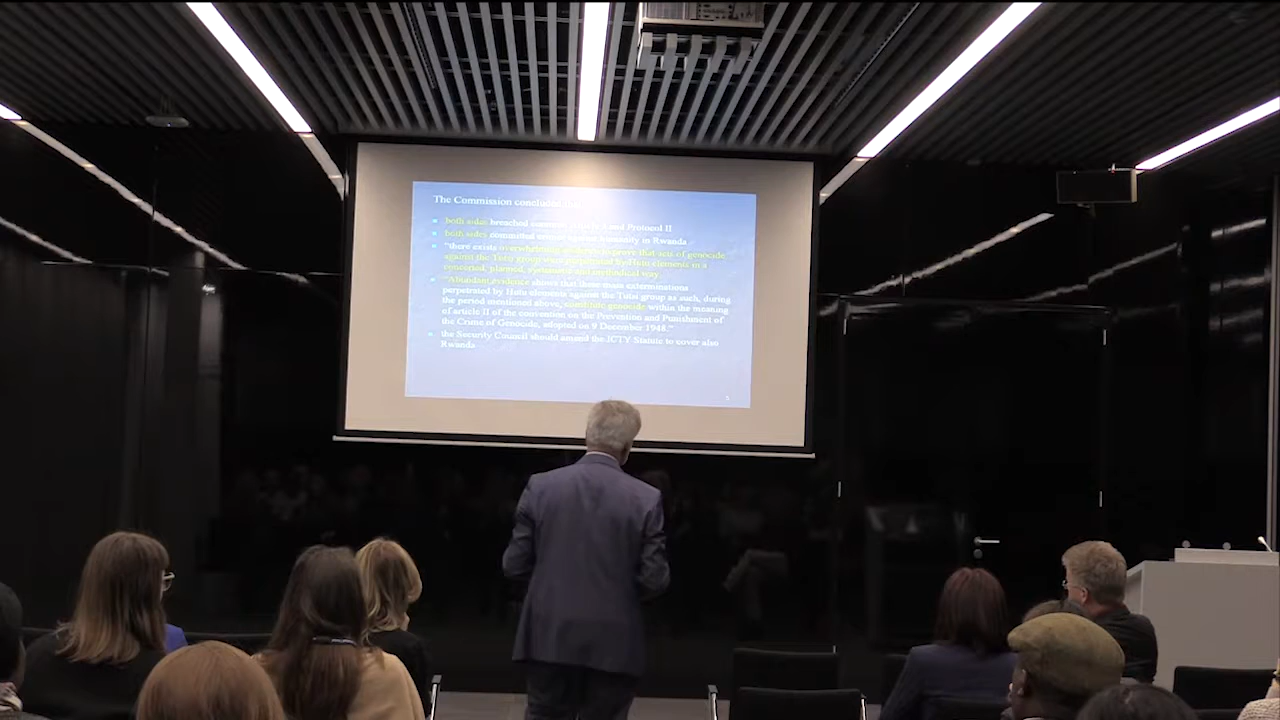 The Commission concluded
both sides breached common Article 3 and Protocol II
both sides committed crimes against humanity in Rwanda
"there exists overwhelming evidence to prove that acts of genocide
against the Tutsi group were perpetrated by Hutu elements in a
concerted, planned, systematic and methodical way.
"Abundant evidence shows that these mass exterminations
perpetrated by Hutu elements against the Tutsi group as such, during
the period mentioned above, constitute genocide within the meaning
of article II of the convention on the Prevention and Punishment of
the Crime of Genocide, adopted on 9 December 1948."
the Security Council should amend the ICTY Statute to cover also
Rwanda
5